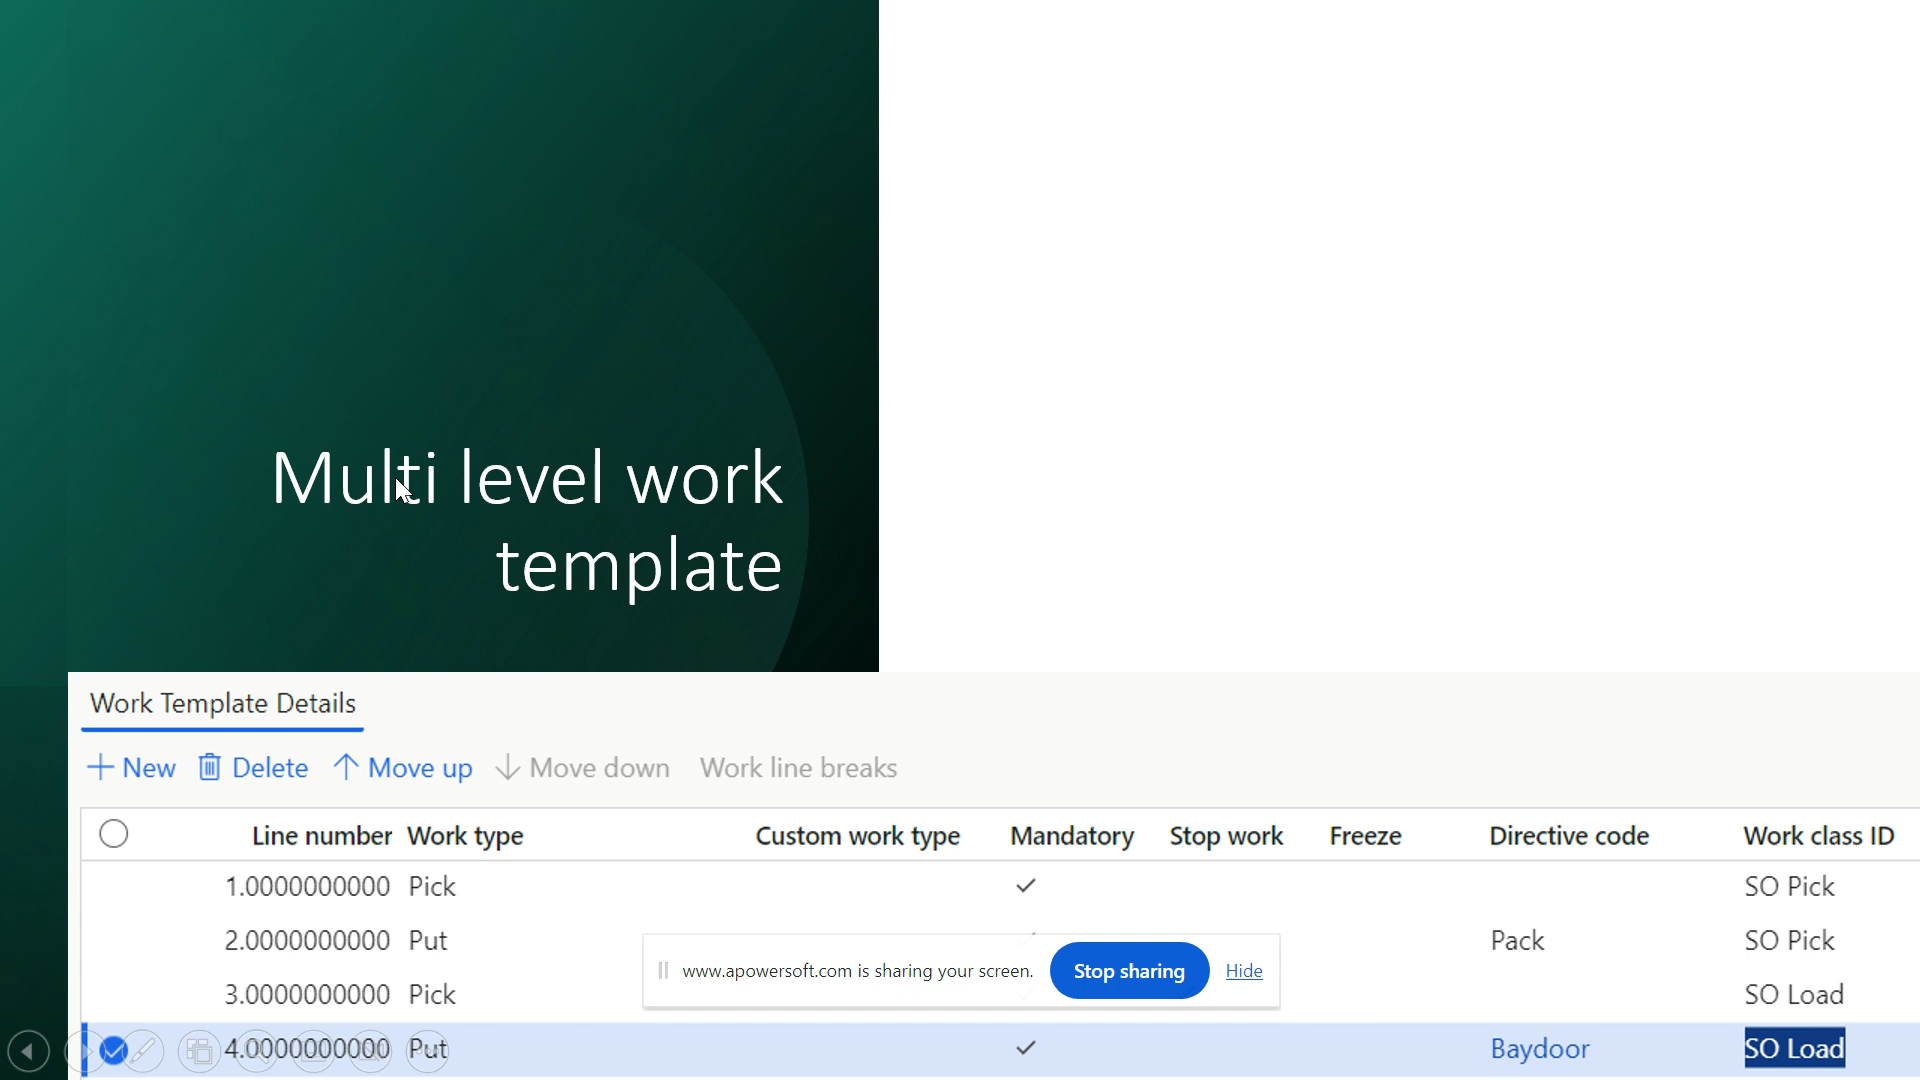 Multi level work
template
Work Template Details
New Delete Move up Move down Work line breaks
Line number Work type Custom work type Mandatory Stop work Freeze Directive code Work class ID
1.0000000000 Pick SO Pick
2.0000000000 Put Pack SO Pick
www.apowersoft.com is sharing your screen. Stop sharing Hide
3.0000000000 Pick SO Load
4.0000000000 Put Baydoor SO Load